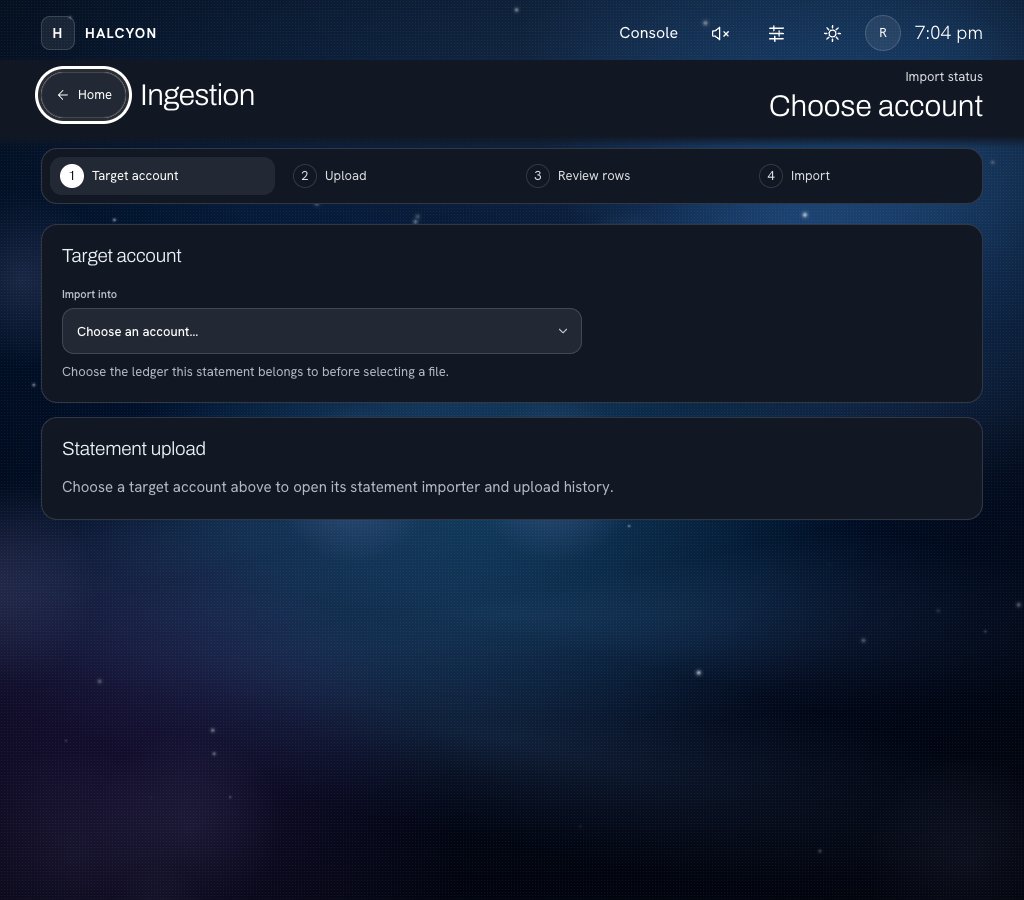 H HALCYON Console R 7:04 pm
Home Ingestion
Import status
Choose account
1 Target account 2 Upload 3 Review rows 4 Import
Target account
Import into
Choose an account...
Choose the ledger this statement belongs to before selecting a file.
Statement upload
Choose a target account above to open its statement importer and upload history.